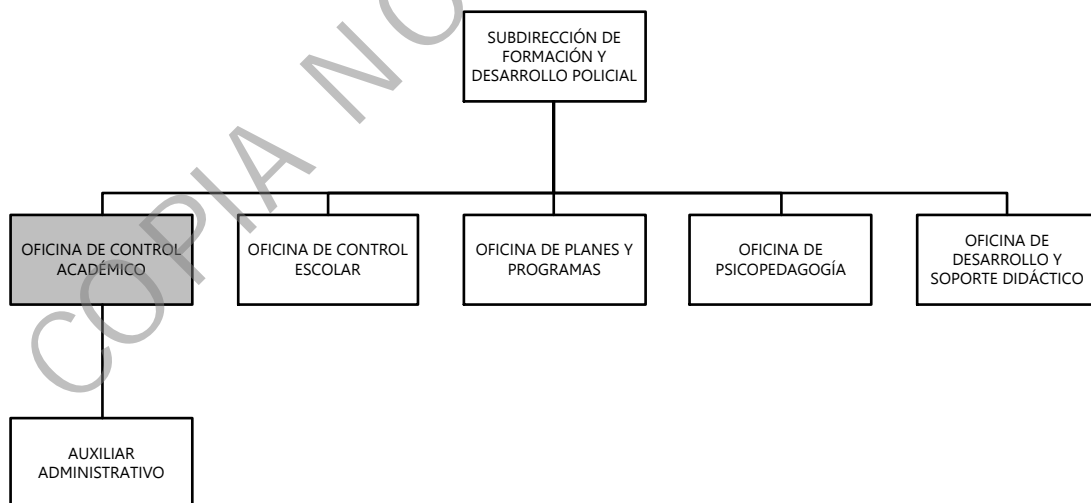 SUBDIRECCIÓN DE
FORMACIÓN Y
DESARROLLO POLICIAL
OFICINA DE CONTROL
ACADÉMICO
OFICINA DE CONTROL
ESCOLAR
OFICINA DE PLANES Y
PROGRAMAS
OFICINA DE
PSICOPEDAGOGÍA
OFICINA DE
DESARROLLO Y
SOPORTE DIDÁCTICO
AUXILIAR
ADMINISTRATIVO
COPIA NO